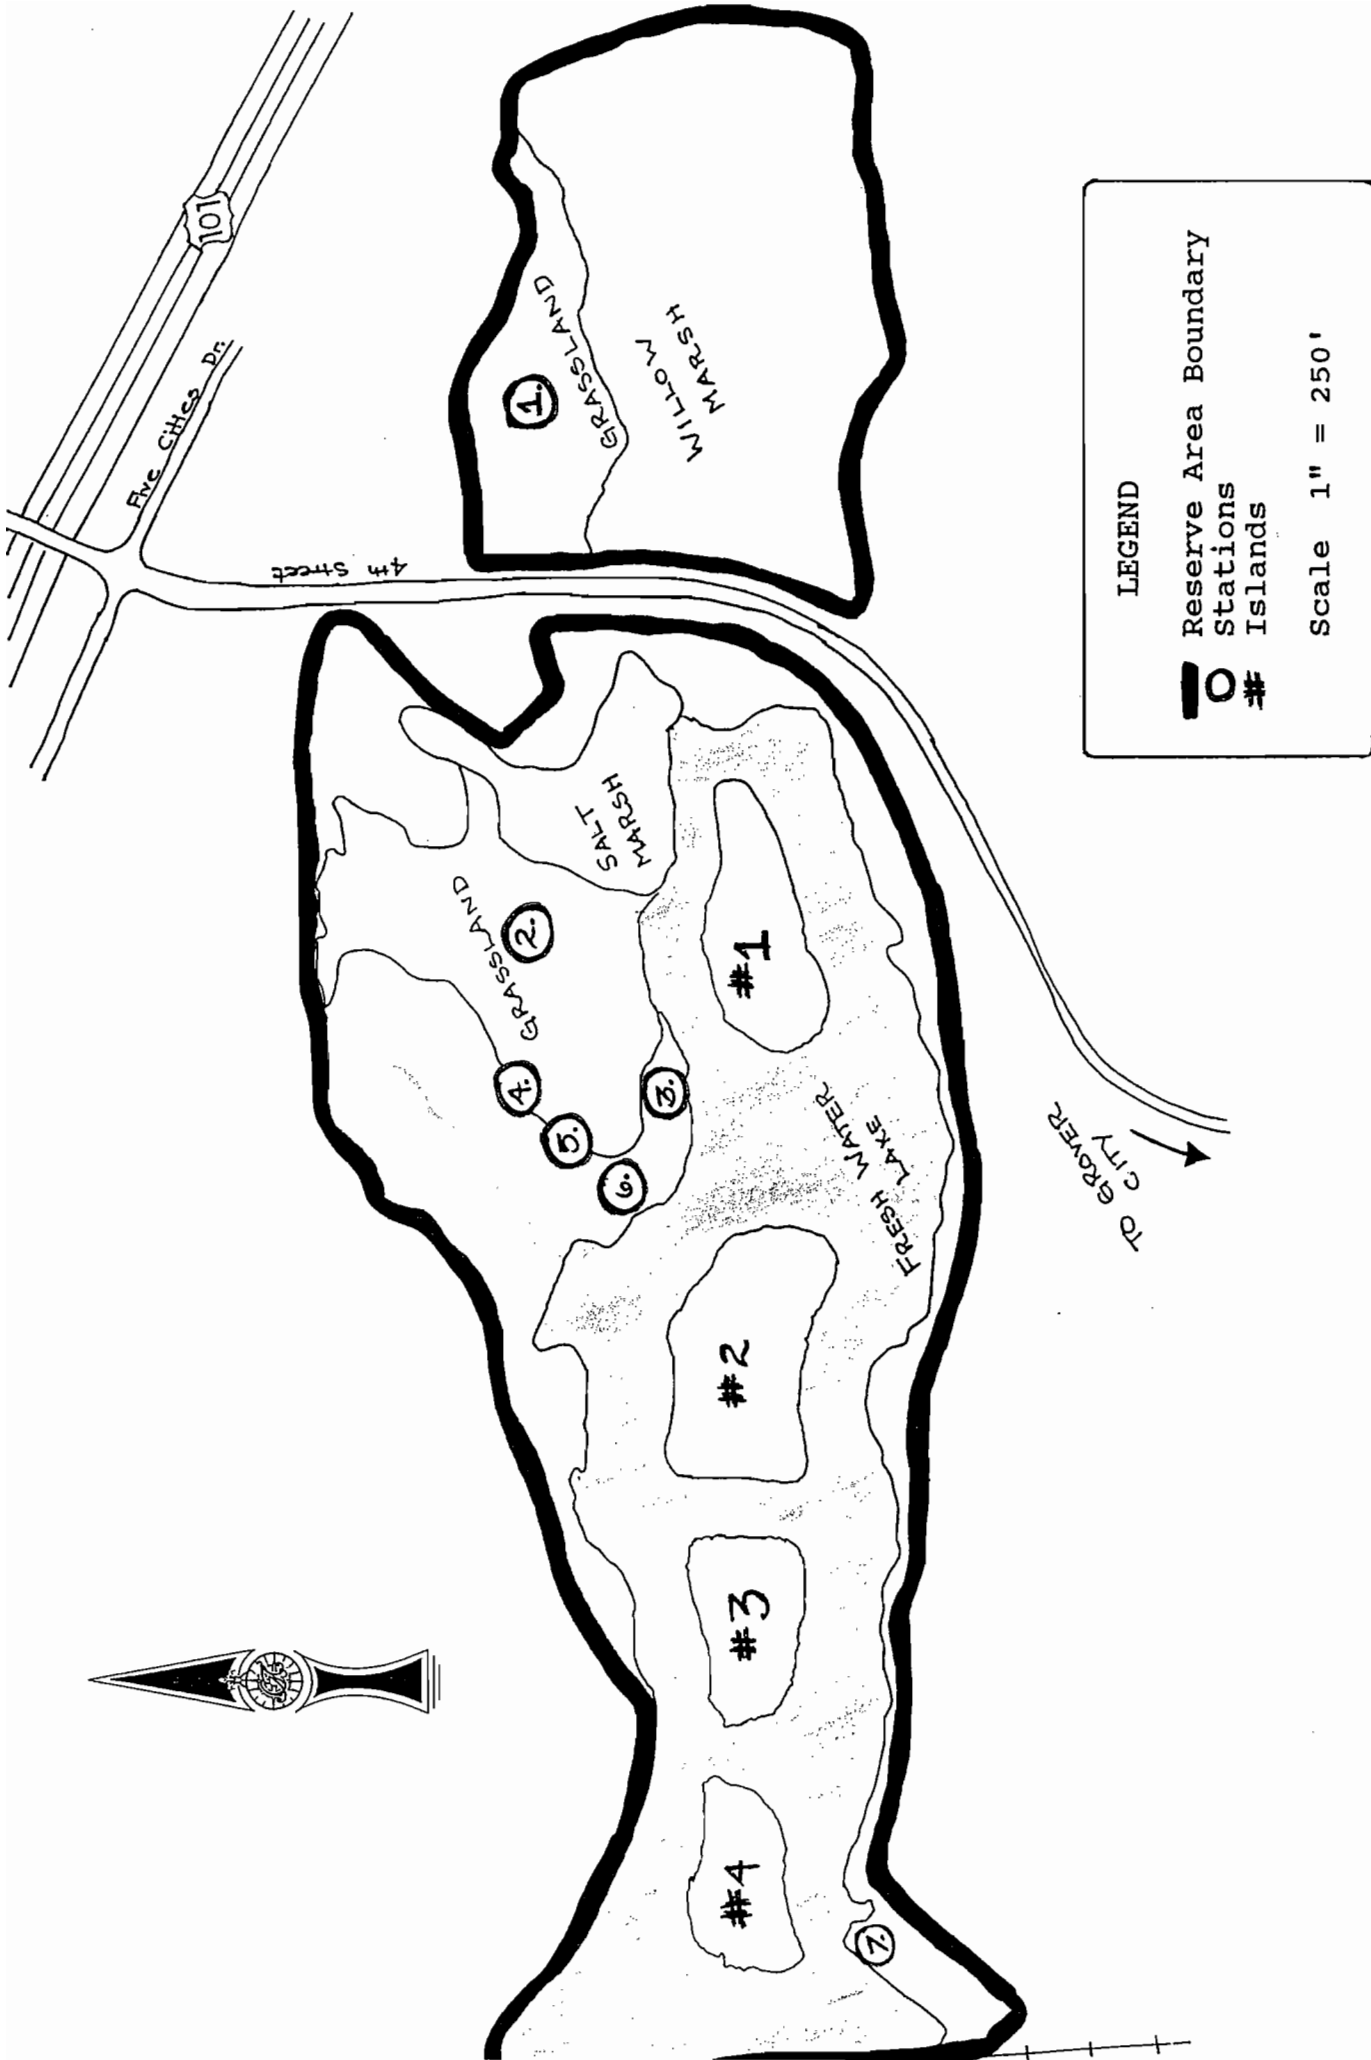 101
Five Cities Dr.
4th Street
1.
GRASSLAND
WILLOW
MARSH
SALT
MARSH
GRASSLAND
2.
3.
4.
5.
6.
7.
#1
#2
#3
#4
FRESH WATER
LAKE
TO GROVER
CITY
LEGEND
Reserve Area Boundary
Stations
# Islands
Scale 1" = 250'